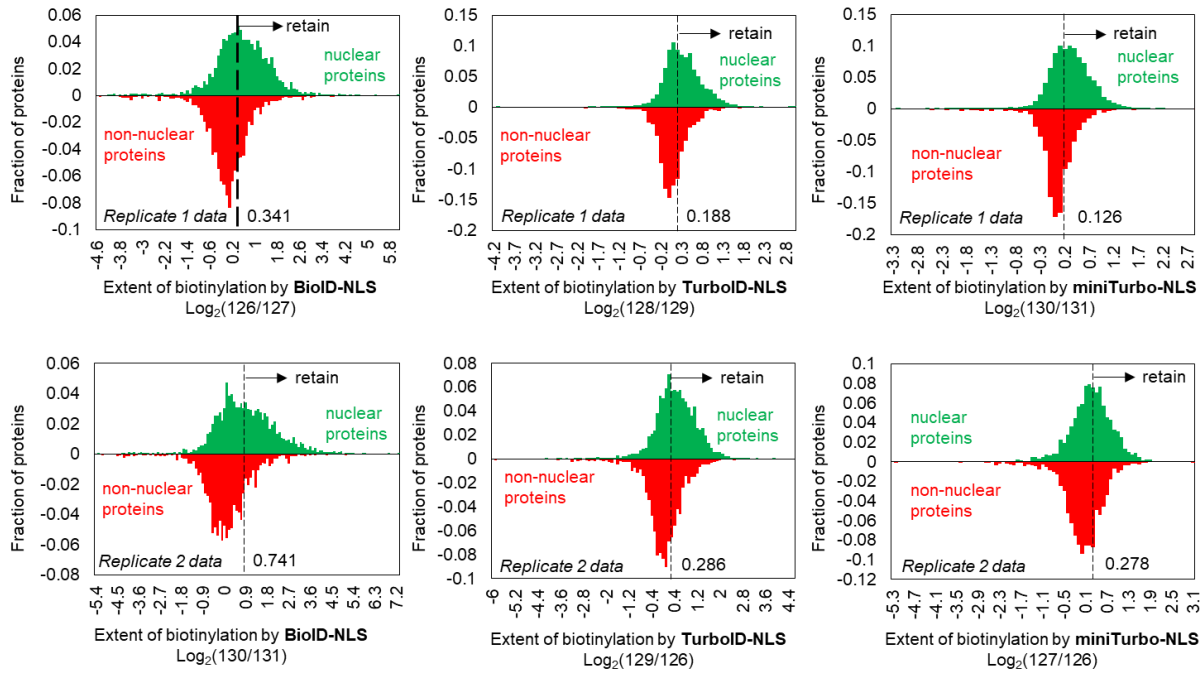 0.06
0.04
0.02
0
-0.02
-0.04
-0.06
-0.08
-0.1
Fraction of proteins
retain
nuclear
proteins
non-nuclear
proteins
Replicate 1 data
0.341
-4.6 -3.8 -3 -2.2 -1.4 -0.6 0.2 1 1.8 2.6 3.4 4.2 5 5.8
Extent of biotinylation by BioID-NLS
Log₂(126/127)
0.15
0.1
0.05
0
-0.05
-0.1
-0.15
-0.2
Fraction of proteins
retain
nuclear
proteins
non-nuclear
proteins
Replicate 1 data
0.188
-4.2 -3.7 -3.2 -2.7 -2.2 -1.7 -1.2 -0.7 -0.2 0.3 0.8 1.3 1.8 2.3 2.8
Extent of biotinylation by TurboID-NLS
Log₂(128/129)
0.15
0.1
0.05
0
-0.05
-0.1
-0.15
-0.2
Fraction of proteins
retain
nuclear
proteins
non-nuclear
proteins
Replicate 1 data
0.126
-3.3 -2.8 -2.3 -1.8 -1.3 -0.8 -0.3 0.2 0.7 1.2 1.7 2.2 2.7
Extent of biotinylation by miniTurbo-NLS
Log₂(130/131)
0.06
0.04
0.02
0
-0.02
-0.04
-0.06
-0.08
Fraction of proteins
retain
nuclear
proteins
non-nuclear
proteins
Replicate 2 data
0.741
-5.4 -4.5 -3.6 -2.7 -1.8 -0.9 0 0.9 1.8 2.7 3.6 4.5 5.4 6.3 7.2
Extent of biotinylation by BioID-NLS
Log₂(130/131)
0.08
0.06
0.04
0.02
0
-0.02
-0.04
-0.06
-0.08
-0.1
Fraction of proteins
retain
nuclear
proteins
non-nuclear
proteins
Replicate 2 data
0.286
-6 -5.2 -4.4 -3.6 -2.8 -2 -1.2 -0.4 0.4 1.2 2 2.8 3.6 4.4
Extent of biotinylation by TurboID-NLS
Log₂(129/126)
0.1
0.08
0.06
0.04
0.02
0
-0.02
-0.04
-0.06
-0.08
-0.1
-0.12
Fraction of proteins
retain
nuclear
proteins
non-nuclear
proteins
Replicate 2 data
0.278
-5.3 -4.7 -4.1 -3.5 -2.9 -2.3 -1.7 -1.1 -0.5 0.1 0.7 1.3 1.9 2.5 3.1
Extent of biotinylation by miniTurbo-NLS
Log₂(127/126)